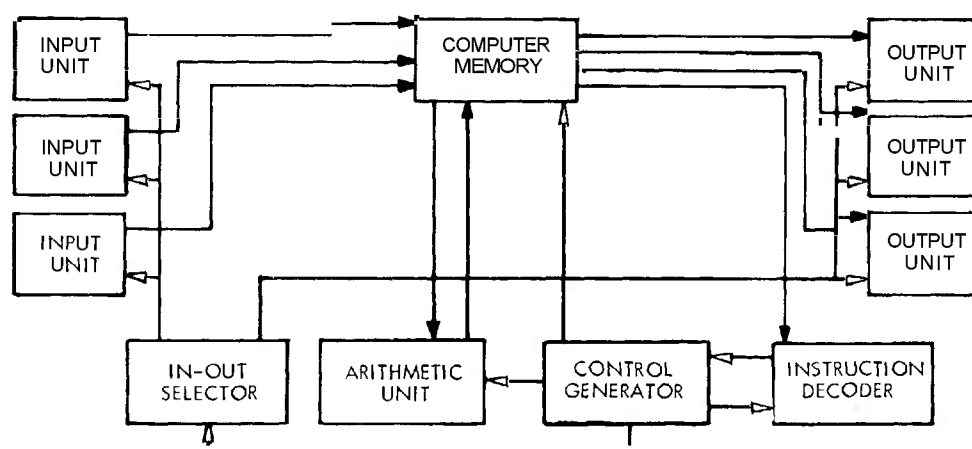 INPUT
UNIT
COMPUTER
MEMORY
OUTPUT
UNIT
INPUT
UNIT
OUTPUT
UNIT
INPUT
UNIT
OUTPUT
UNIT
IN-OUT
SELECTOR
ARITHMETIC
UNIT
CONTROL
GENERATOR
INSTRUCTION
DECODER